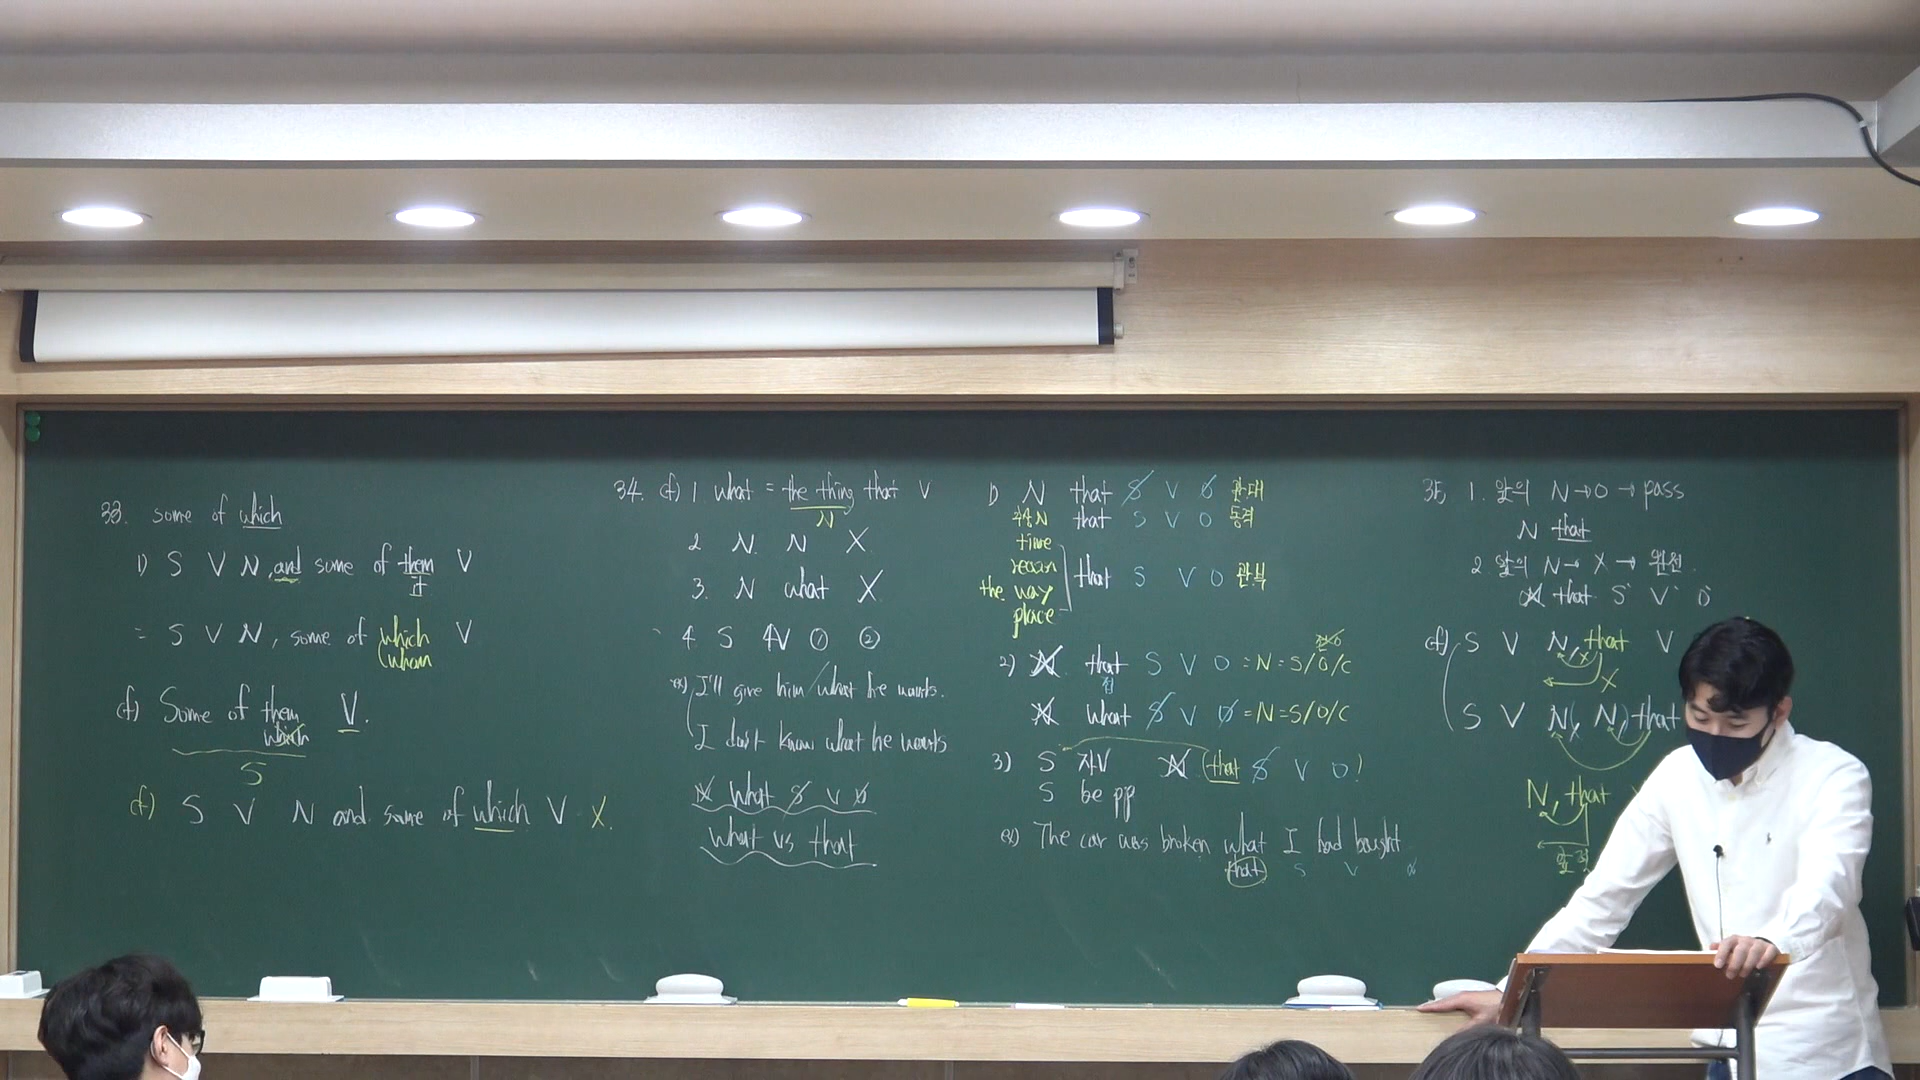 33. some of which
1) S V N, and some of them V
it
= S V N, some of which V
(whom
cf) Some of them V.
which
S
cf) S V N and some of which V X.
34. cf) 1 what = the thing that V
N
2 N. N X
3. N what X
4. S 4V ① ②
ex) I'll give him / what he wants.
I don't know what he wants
N What S V O
What vs that
1) N that S V O 관대
추상N that S V O 동격
time
reason
the way
place
that S V O 관부
2) N that S V O = N = S/O/C
접
전X O
N what S V O = N = S/O/C
3) S 자V N (that S V O!
S be pp
ex) The car was broken what I had bought
that S V O
35, 1. 앞의 N → O → pass
N that
2. 앞의 N → X → 완전.
N that S V O
cf) S V N, that V
X
S V N, N, that
N, that